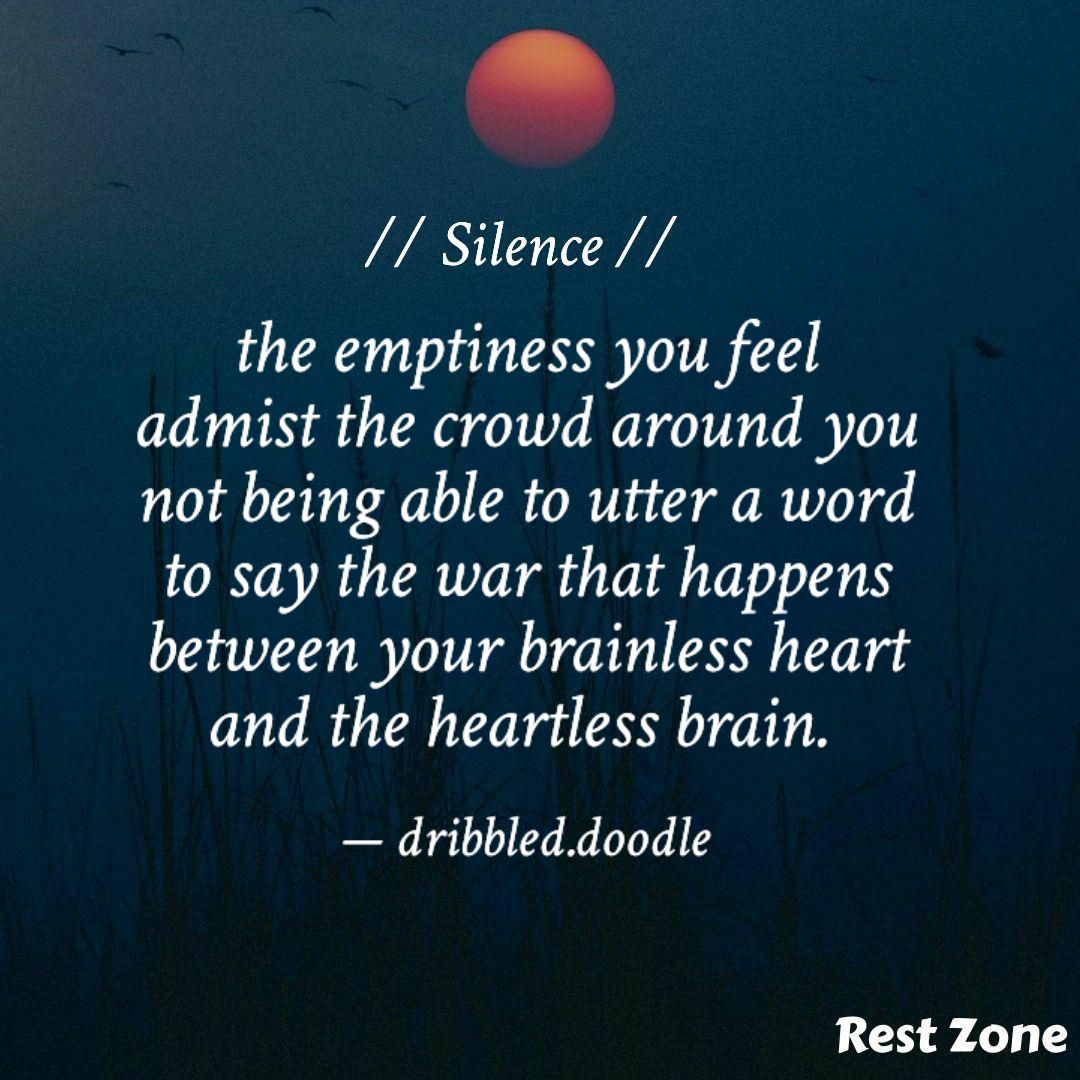 // Silence //
the emptiness you feel
admist the crowd around you
not being able to utter a word
to say the war that happens
between your brainless heart
and the heartless brain.
— dribbled.doodle
Rest Zone